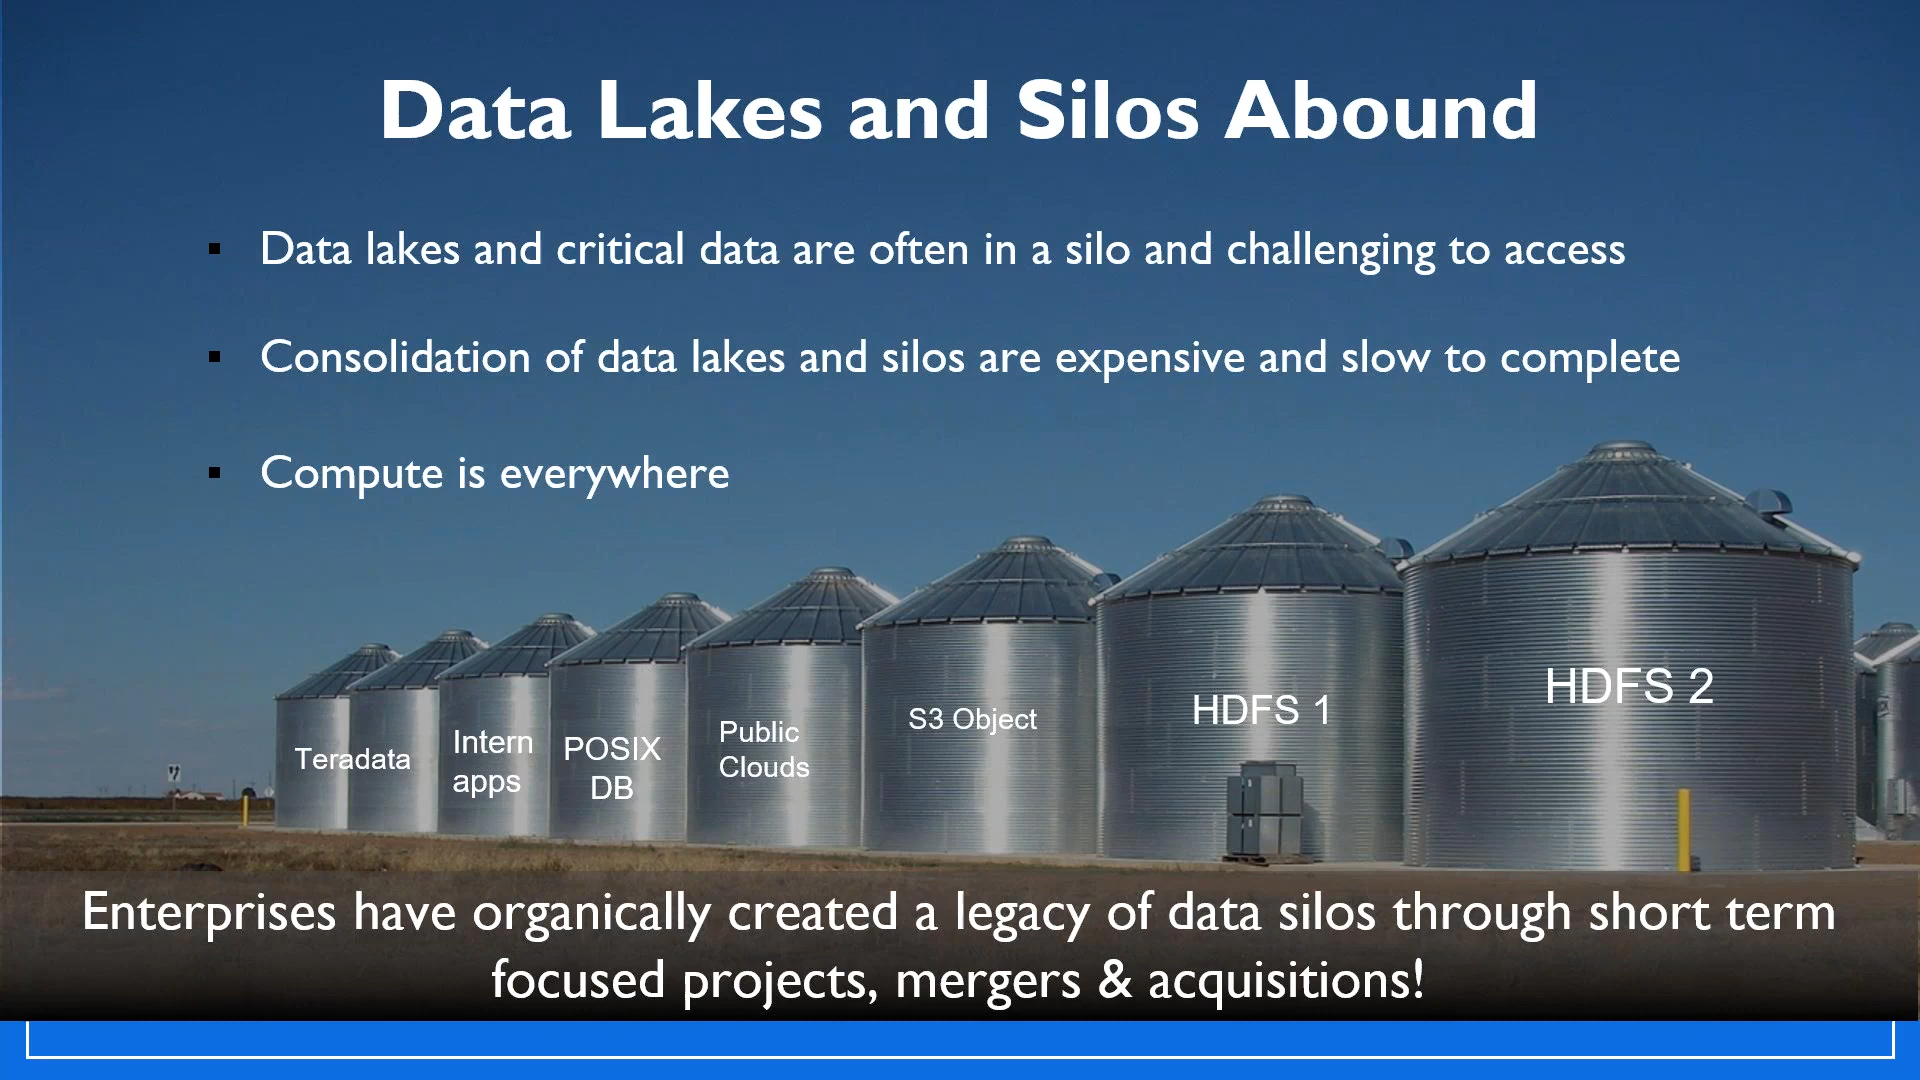 Data Lakes and Silos Abound
▪ Data lakes and critical data are often in a silo and challenging to access
▪ Consolidation of data lakes and silos are expensive and slow to complete
▪ Compute is everywhere
Teradata
Intern
apps
POSIX
DB
Public
Clouds
S3 Object
HDFS 1
HDFS 2
Enterprises have organically created a legacy of data silos through short term
focused projects, mergers & acquisitions!